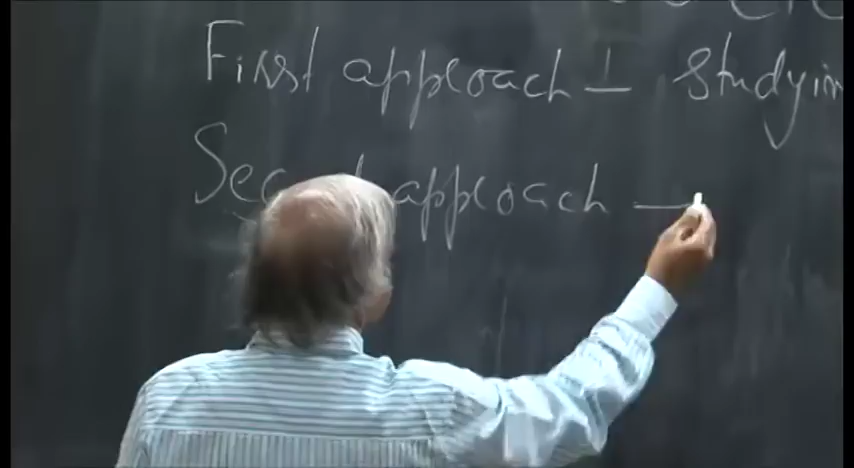 First approach — studyin
Sec approach —